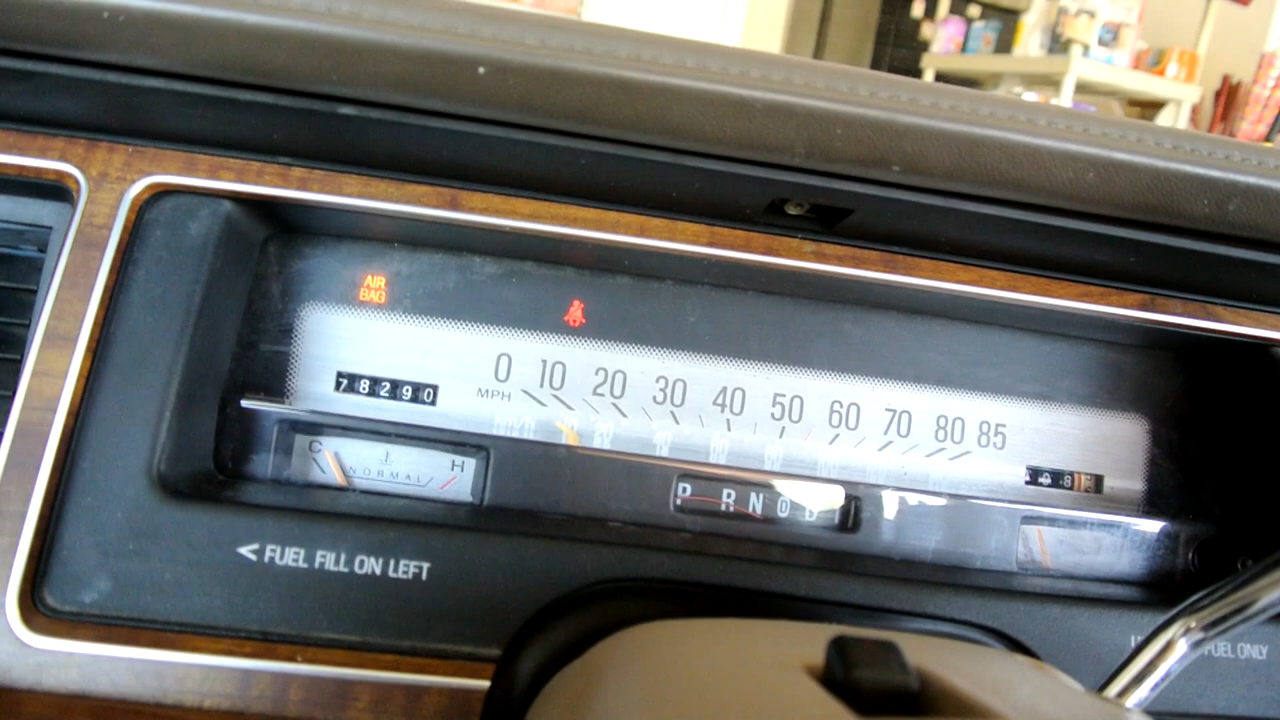 AIR
BAG
0 10 20 30 40 50 60 70 80 85
MPH
78290
C H
NORMAL
P RN D
< FUEL FILL ON LEFT
FUEL ONLY